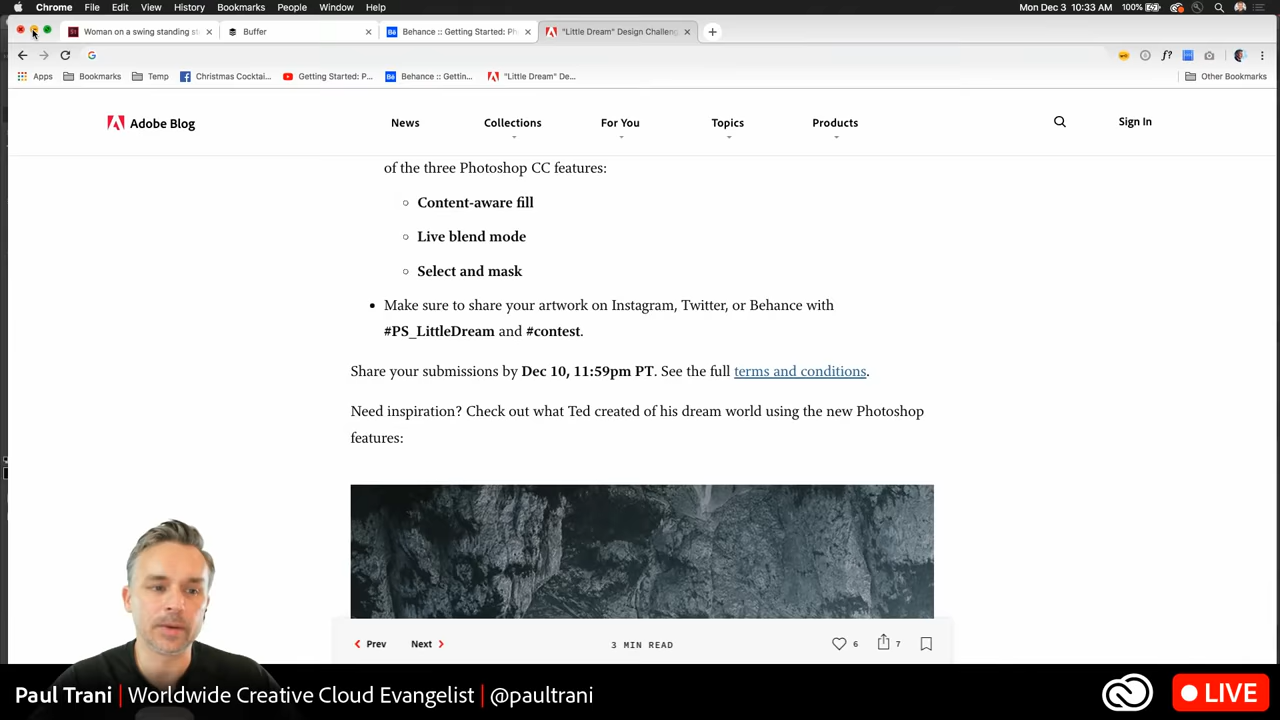 Chrome File Edit View History Bookmarks People Window Help
100% Mon Dec 3 10:33 AM
Woman on a swing standing st
Buffer
Behance :: Getting Started: Ph
"Little Dream" Design Challeng
Apps Bookmarks Temp Christmas Cocktai... Getting Started: P... Behance :: Gettin... "Little Dream" De... Other Bookmarks
Adobe Blog News Collections For You Topics Products Sign In
of the three Photoshop CC features:
Content-aware fill
Live blend mode
Select and mask
Make sure to share your artwork on Instagram, Twitter, or Behance with
#PS_LittleDream and #contest.
Share your submissions by Dec 10, 11:59pm PT. See the full terms and conditions.
Need inspiration? Check out what Ted created of his dream world using the new Photoshop
features:
Prev Next 3 MIN READ 6 7
Paul Trani | Worldwide Creative Cloud Evangelist | @paultrani LIVE